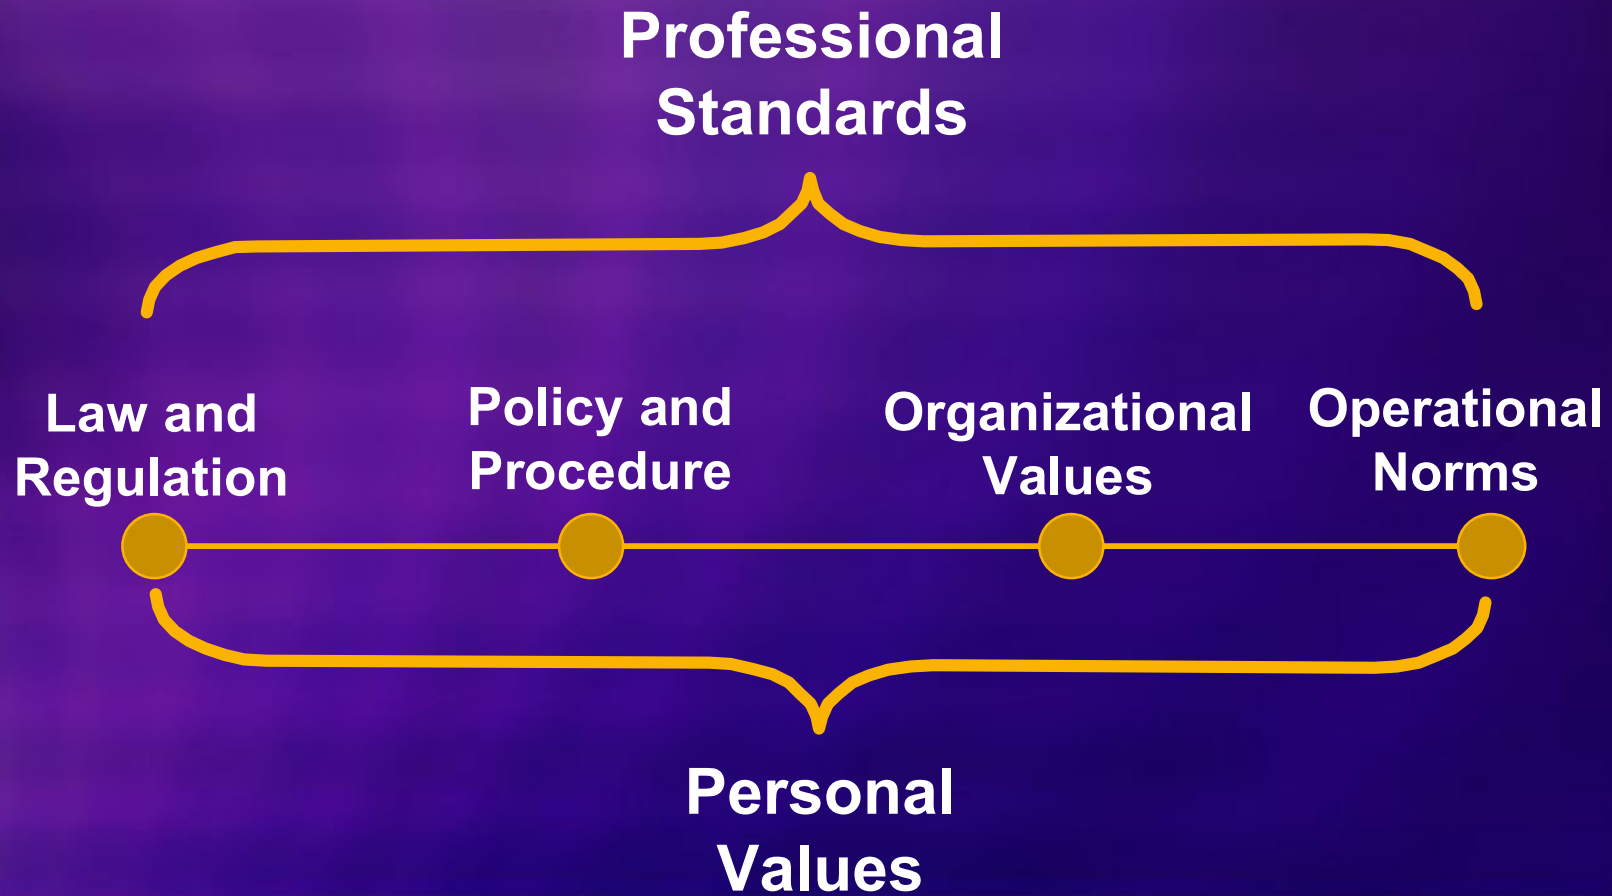 Professional
Standards
Law and
Regulation
Policy and
Procedure
Organizational
Values
Operational
Norms
Personal
Values